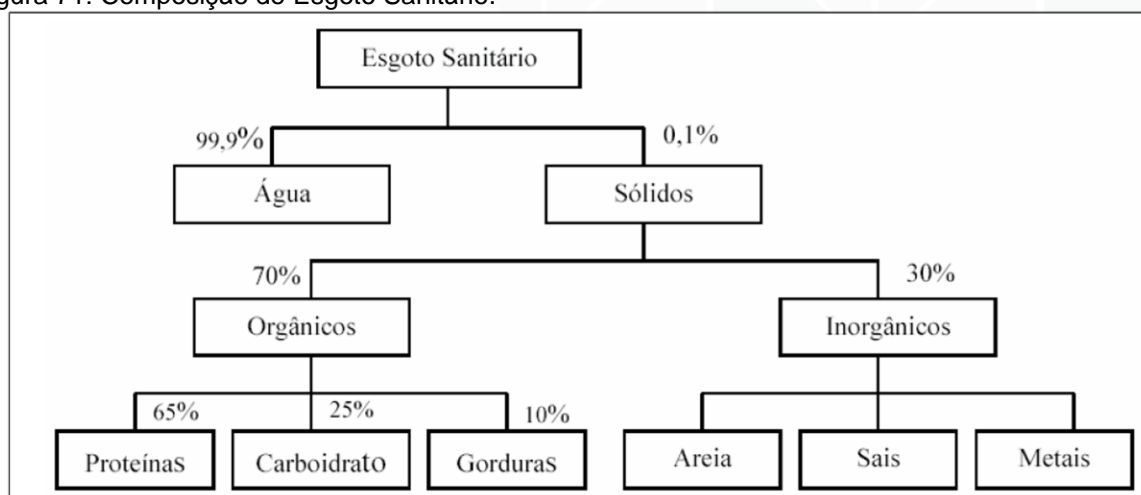 gura 71. Composição do Esgoto Sanitário.
Esgoto Sanitário
99,9%
0,1%
Água
Sólidos
70%
30%
Orgânicos
Inorgânicos
65%
25%
10%
Proteínas
Carboidrato
Gorduras
Areia
Sais
Metais